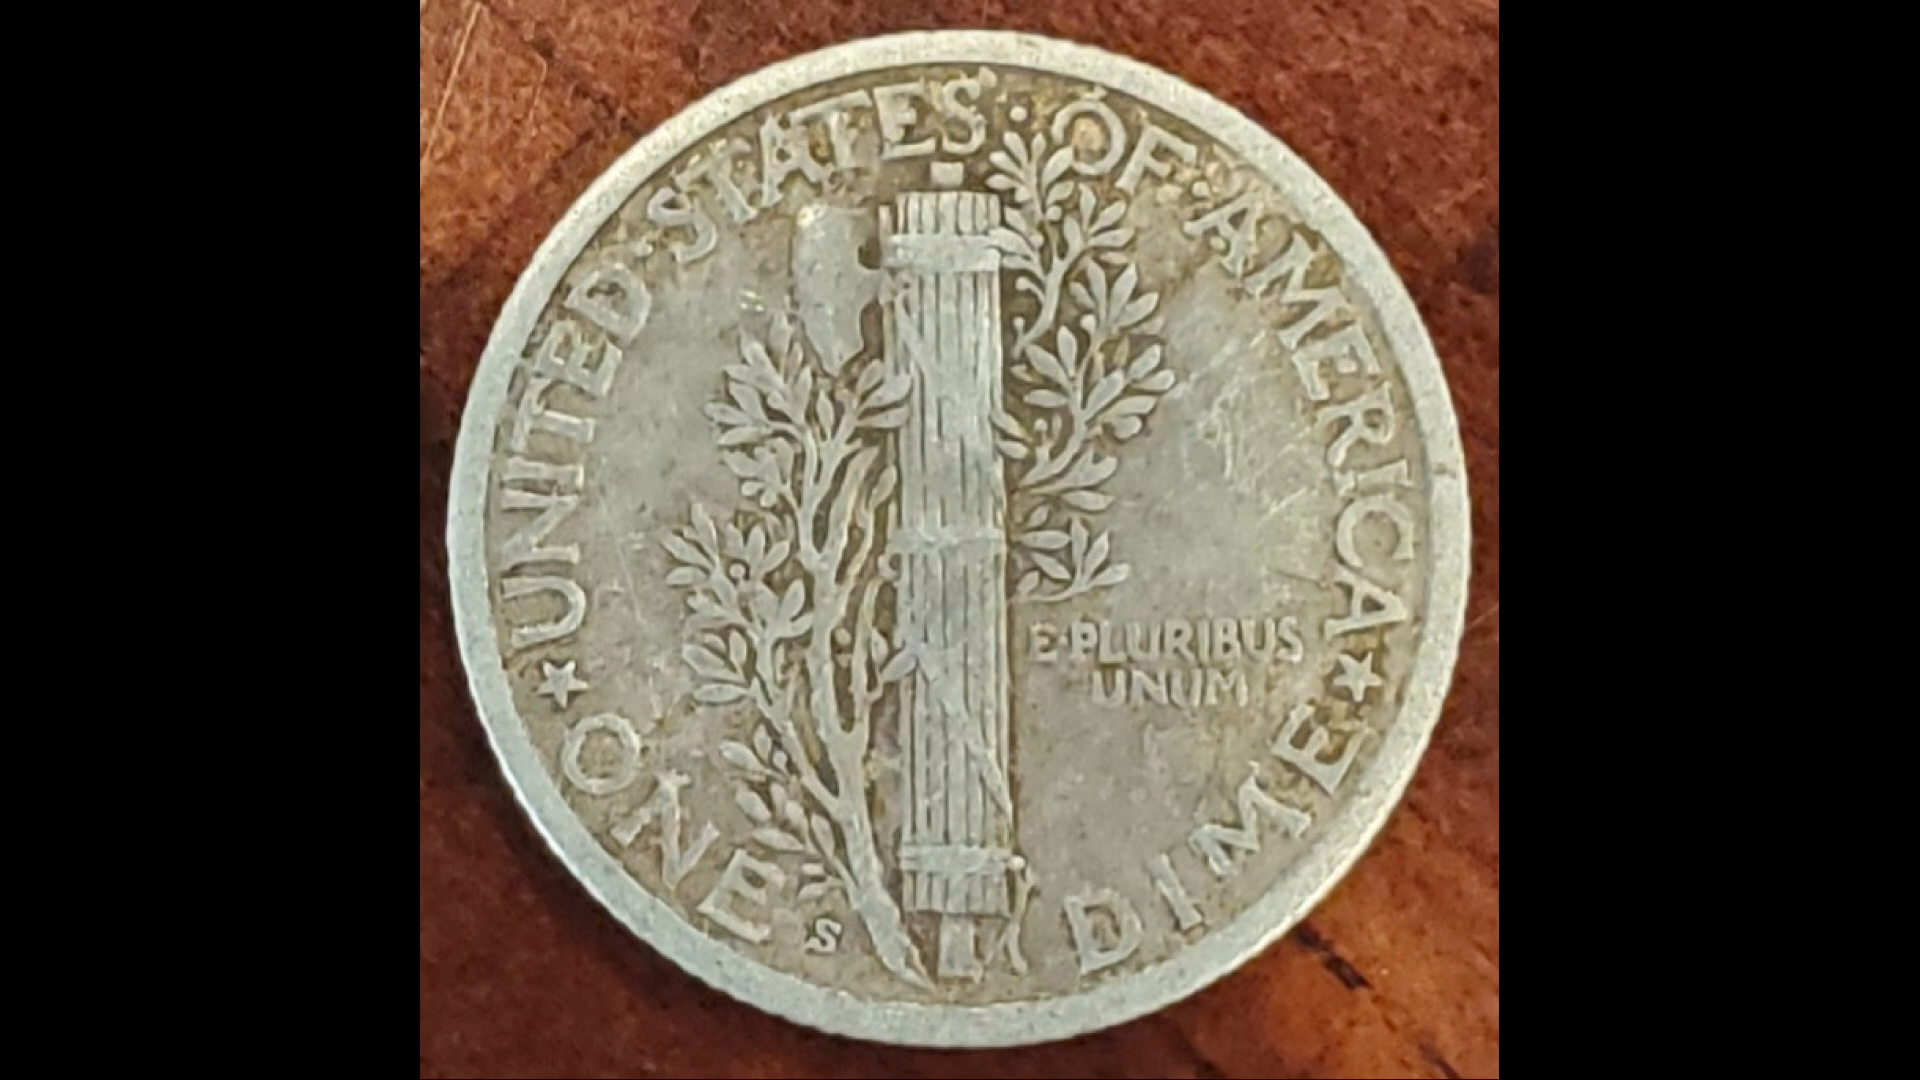 UNITED·STATES·OF·AMERICA
E·PLURIBUS
UNUM
ONE DIME
S